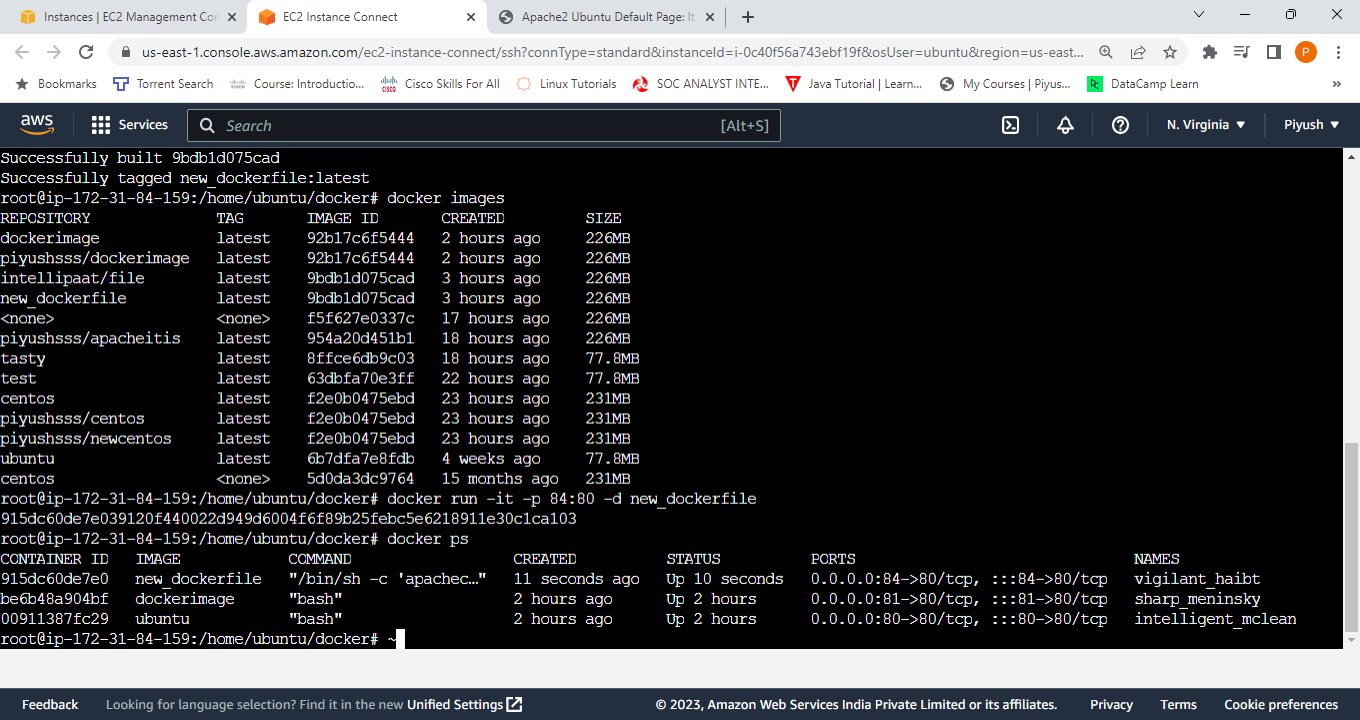 Instances | EC2 Management Con
EC2 Instance Connect
Apache2 Ubuntu Default Page: It
us-east-1.console.aws.amazon.com/ec2-instance-connect/ssh?connType=standard&instanceId=i-0c40f56a743ebf19f&osUser=ubuntu&region=us-east...
P
Bookmarks
Torrent Search
Course: Introductio...
CISCO
Cisco Skills For All
Linux Tutorials
SOC ANALYST INTE...
Java Tutorial | Learn...
My Courses | Piyus...
DataCamp Learn
»
aws
Services
Search
[Alt+S]
N. Virginia
Piyush
Successfully built 9bdb1d075cad
Successfully tagged new_dockerfile:latest
root@ip-172-31-84-159:/home/ubuntu/docker# docker images
REPOSITORY TAG IMAGE ID CREATED SIZE
dockerimage latest 92b17c6f5444 2 hours ago 226MB
piyushsss/dockerimage latest 92b17c6f5444 2 hours ago 226MB
intellipaat/file latest 9bdb1d075cad 3 hours ago 226MB
new_dockerfile latest 9bdb1d075cad 3 hours ago 226MB
<none> <none> f5f627e0337c 17 hours ago 226MB
piyushsss/apacheitis latest 954a20d451b1 18 hours ago 226MB
tasty latest 8ffce6db9c03 18 hours ago 77.8MB
test latest 63dbfa70e3ff 22 hours ago 77.8MB
centos latest f2e0b0475ebd 23 hours ago 231MB
piyushsss/centos latest f2e0b0475ebd 23 hours ago 231MB
piyushsss/newcentos latest f2e0b0475ebd 23 hours ago 231MB
ubuntu latest 6b7dfa7e8fdb 4 weeks ago 77.8MB
centos <none> 5d0da3dc9764 15 months ago 231MB
root@ip-172-31-84-159:/home/ubuntu/docker# docker run -it -p 84:80 -d new_dockerfile
915dc60de7e039120f440022d949d6004f6f89b25febc5e6218911e30c1ca103
root@ip-172-31-84-159:/home/ubuntu/docker# docker ps
CONTAINER ID IMAGE COMMAND CREATED STATUS PORTS NAMES
915dc60de7e0 new_dockerfile "/bin/sh -c 'apachec…" 11 seconds ago Up 10 seconds 0.0.0.0:84->80/tcp, :::84->80/tcp vigilant_haibt
be6b48a904bf dockerimage "bash" 2 hours ago Up 2 hours 0.0.0.0:81->80/tcp, :::81->80/tcp sharp_meninsky
00911387fc29 ubuntu "bash" 2 hours ago Up 2 hours 0.0.0.0:80->80/tcp, :::80->80/tcp intelligent_mclean
root@ip-172-31-84-159:/home/ubuntu/docker# ~
Feedback
Looking for language selection? Find it in the new Unified Settings
© 2023, Amazon Web Services India Private Limited or its affiliates.
Privacy
Terms
Cookie preferences